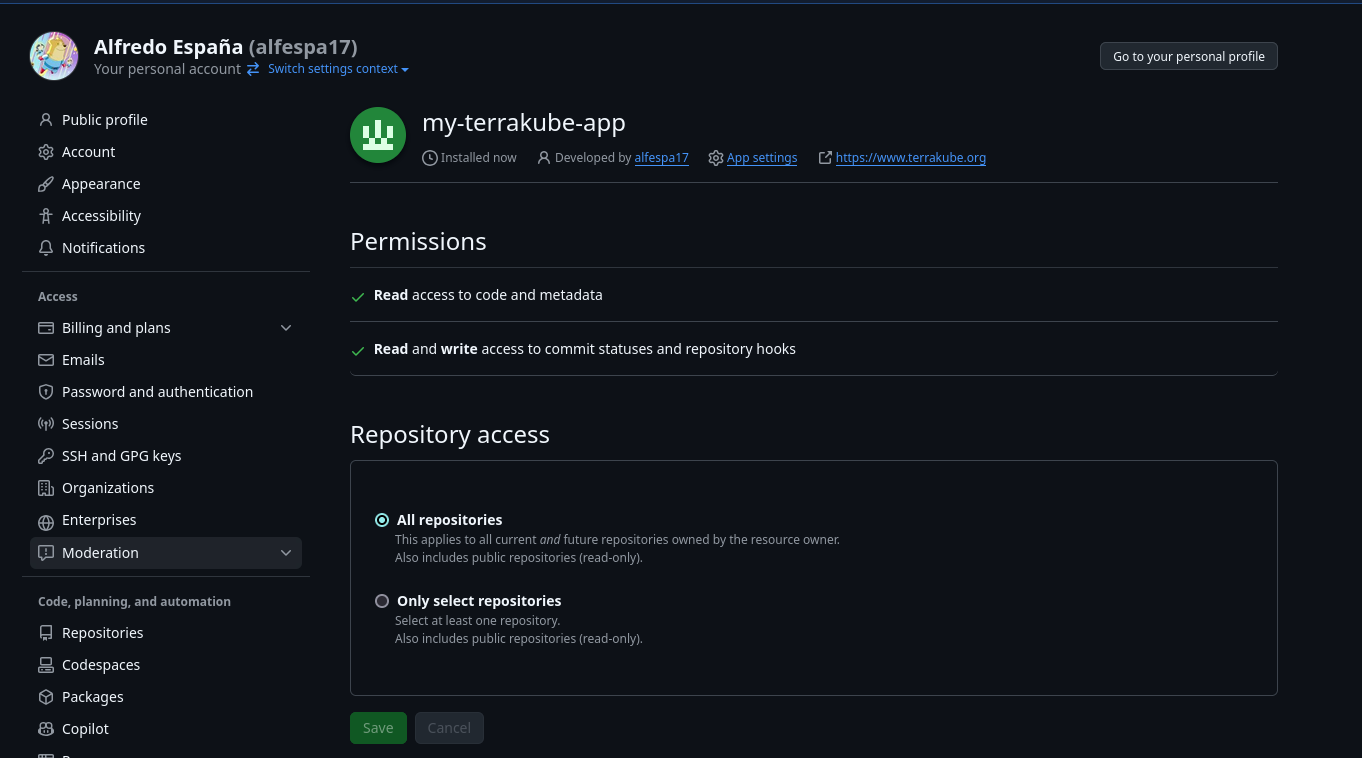 Alfredo España (alfespa17)
Your personal account Switch settings context
Go to your personal profile
Public profile
Account
Appearance
Accessibility
Notifications
Access
Billing and plans
Emails
Password and authentication
Sessions
SSH and GPG keys
Organizations
Enterprises
Moderation
Code, planning, and automation
Repositories
Codespaces
Packages
Copilot
my-terrakube-app
Installed now Developed by alfespa17 App settings https://www.terrakube.org
Permissions
Read access to code and metadata
Read and write access to commit statuses and repository hooks
Repository access
All repositories
This applies to all current and future repositories owned by the resource owner.
Also includes public repositories (read-only).
Only select repositories
Select at least one repository.
Also includes public repositories (read-only).
Save Cancel